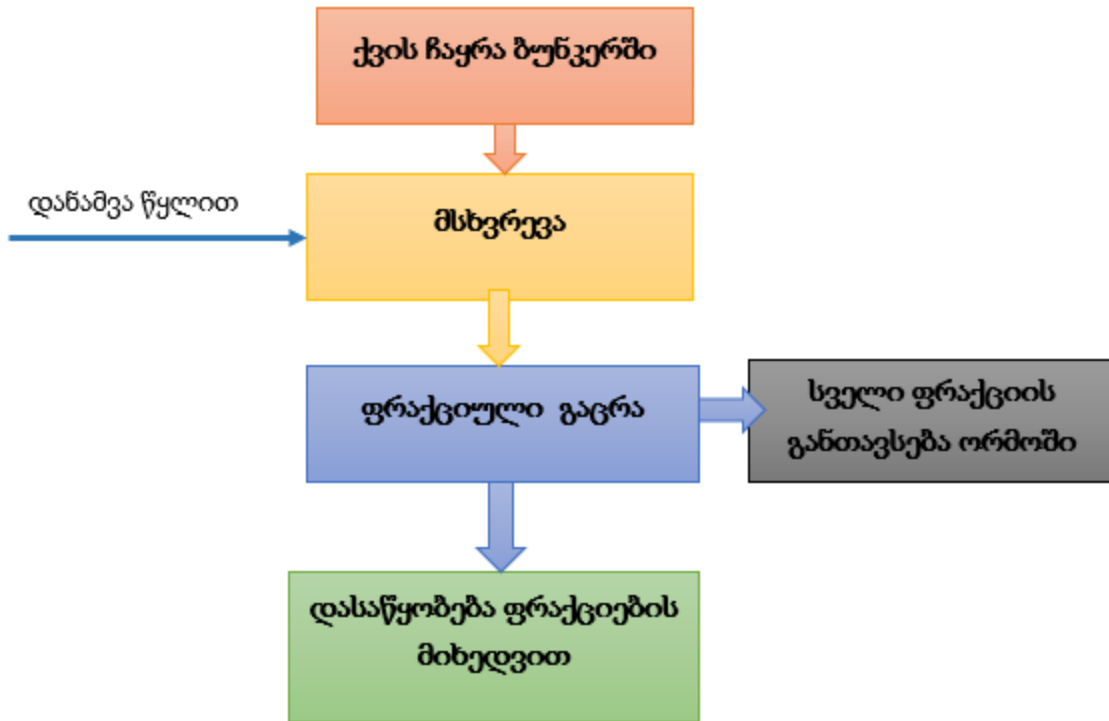 ქვის ჩაყრა ბუნკერში
დანამვა წყლით
მსხვრევა
ფრაქციული გაცრა
სველი ფრაქციის
განთავსება ორმოში
დასაწყობება ფრაქციების
მიხედვით